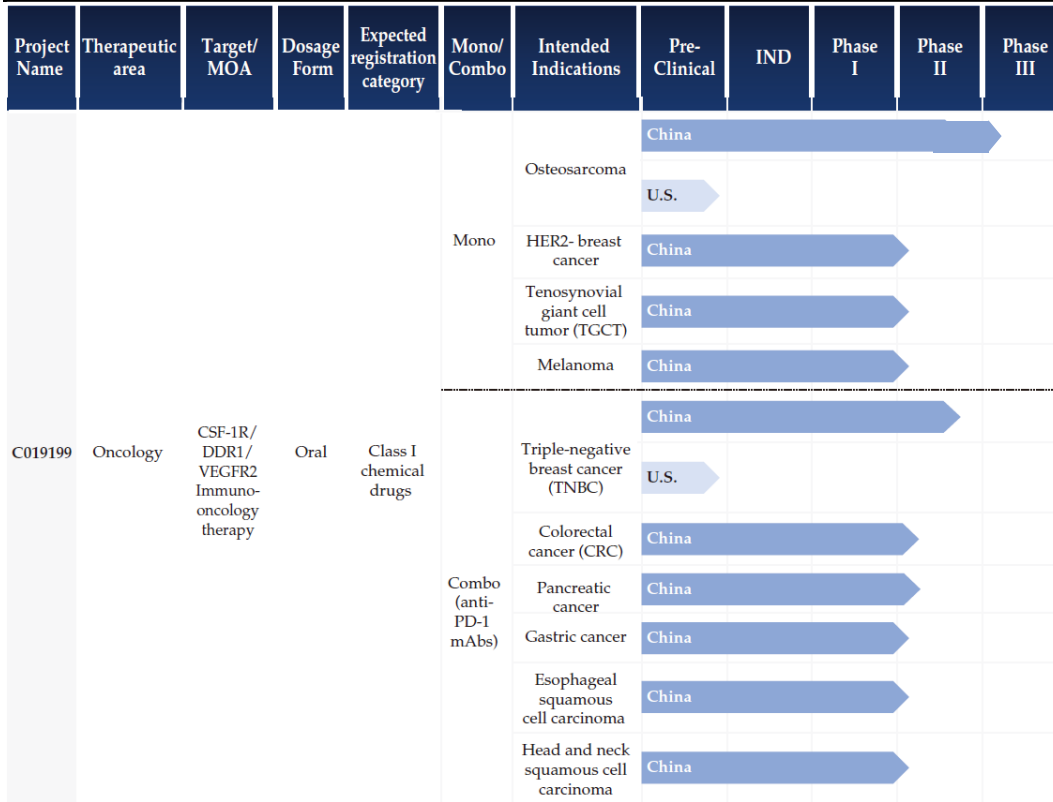 Project
Name
Therapeutic
area
Target/
MOA
Dosage
Form
Expected
registration
category
Mono/
Combo
Intended
Indications
Pre-
Clinical
IND
Phase
I
Phase
II
Phase
III
C019199
Oncology
CSF-1R/
DDR1/
VEGFR2
Immuno-
oncology
therapy
Oral
Class I
chemical
drugs
Mono
Osteosarcoma
China
U.S.
HER2- breast
cancer
China
Tenosynovial
giant cell
tumor (TGCT)
China
Melanoma
China
Combo
(anti-
PD-1
mAbs)
Triple-negative
breast cancer
(TNBC)
China
U.S.
Colorectal
cancer (CRC)
China
Pancreatic
cancer
China
Gastric cancer
China
Esophageal
squamous
cell carcinoma
China
Head and neck
squamous cell
carcinoma
China